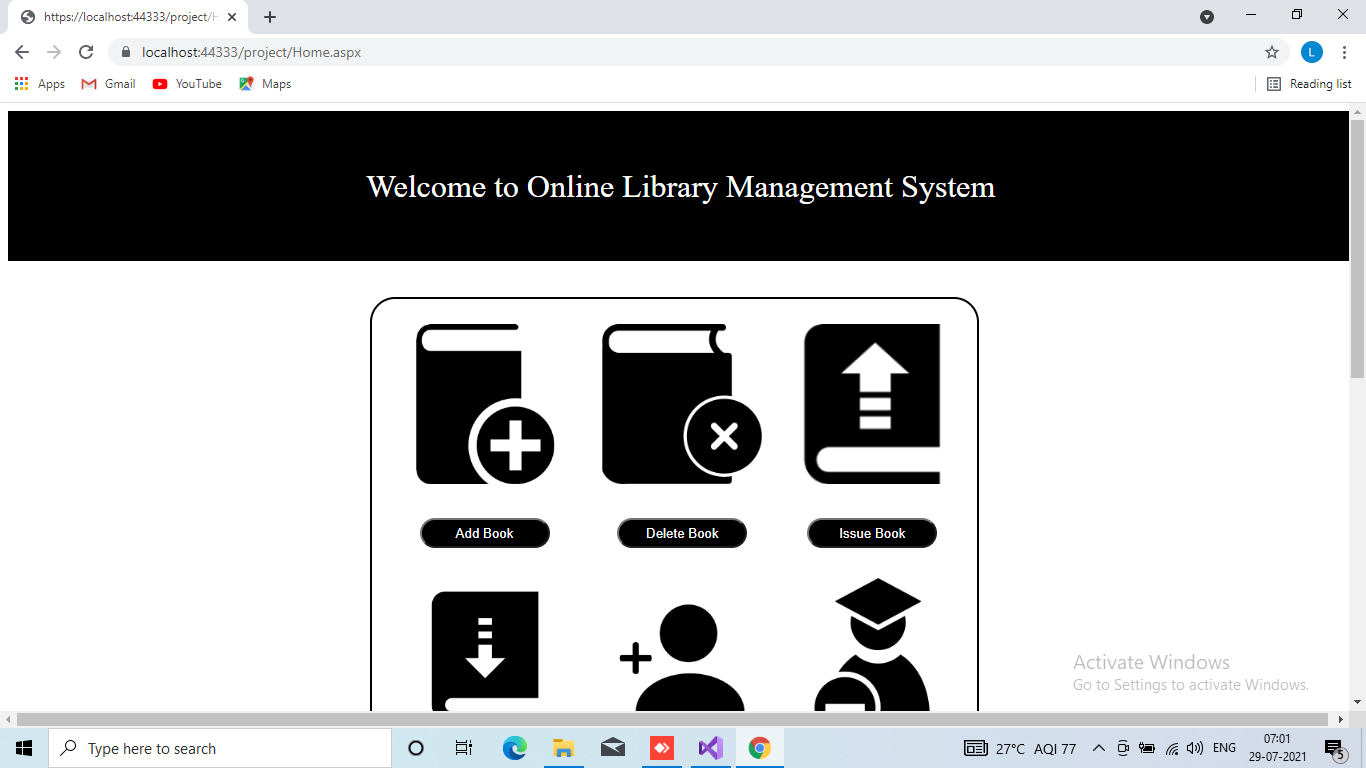 https://localhost:44333/project/H
localhost:44333/project/Home.aspx
L
Apps
Gmail
YouTube
Maps
Reading list
Welcome to Online Library Management System
Add Book
Delete Book
Issue Book
Activate Windows
Go to Settings to activate Windows.
Type here to search
27°C AQI 77
ENG
07:01
29-07-2021
5